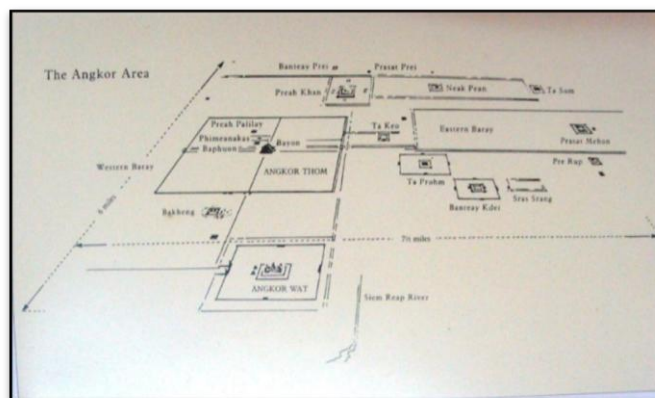 The Angkor Area
Banteay Prei
Prasat Prei
Preah Khan
Neak Pean
Ta Som
Preah Palilay
Phimeanakas
Baphuon
Bayon
Ta Keo
Eastern Baray
Prasat Mebon
Western Baray
ANGKOR THOM
Pre Rup
Ta Prohm
Banteay Kdei
Sras Srang
6 miles
Bakheng
7½ miles
ANGKOR WAT
Siem Reap River